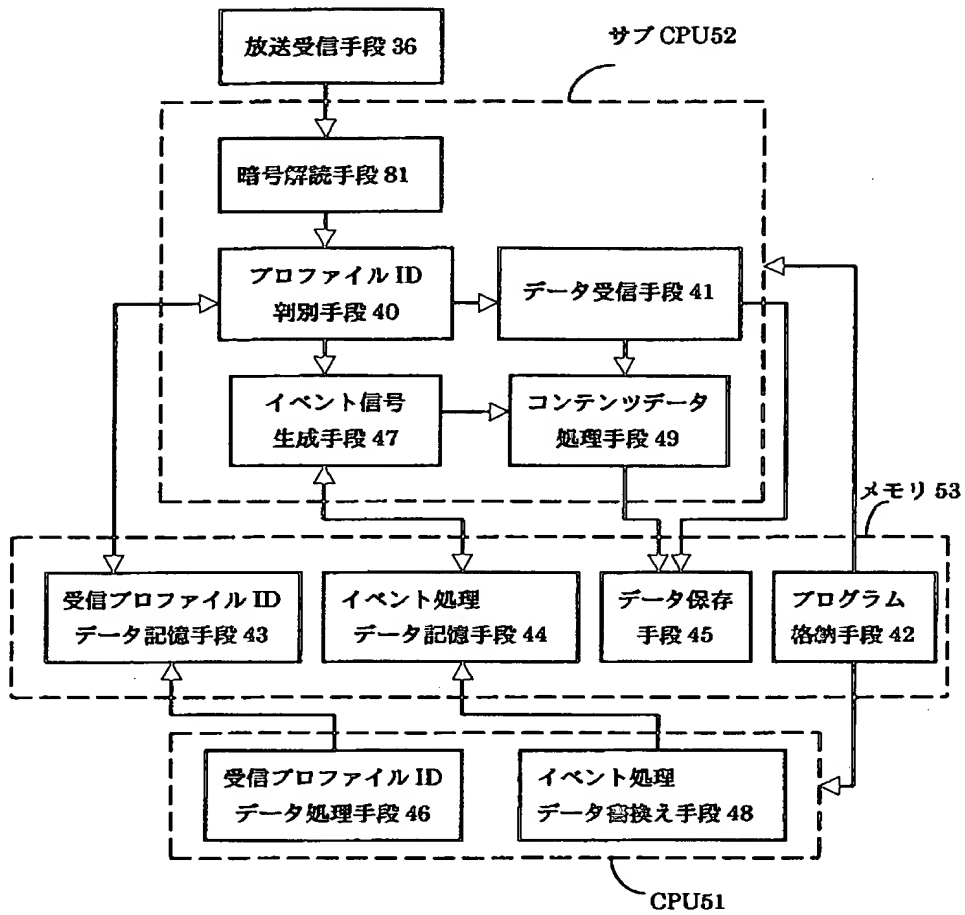 放送受信手段 36
サブ CPU52
暗号解読手段 81
プロファイル ID
判別手段 40
データ受信手段 41
イベント信号
生成手段 47
コンテンツデータ
処理手段 49
メモリ 53
受信プロファイル ID
データ記憶手段 43
イベント処理
データ記憶手段 44
データ保存
手段 45
プログラム
格納手段 42
受信プロファイル ID
データ処理手段 46
イベント処理
データ書換え手段 48
CPU51